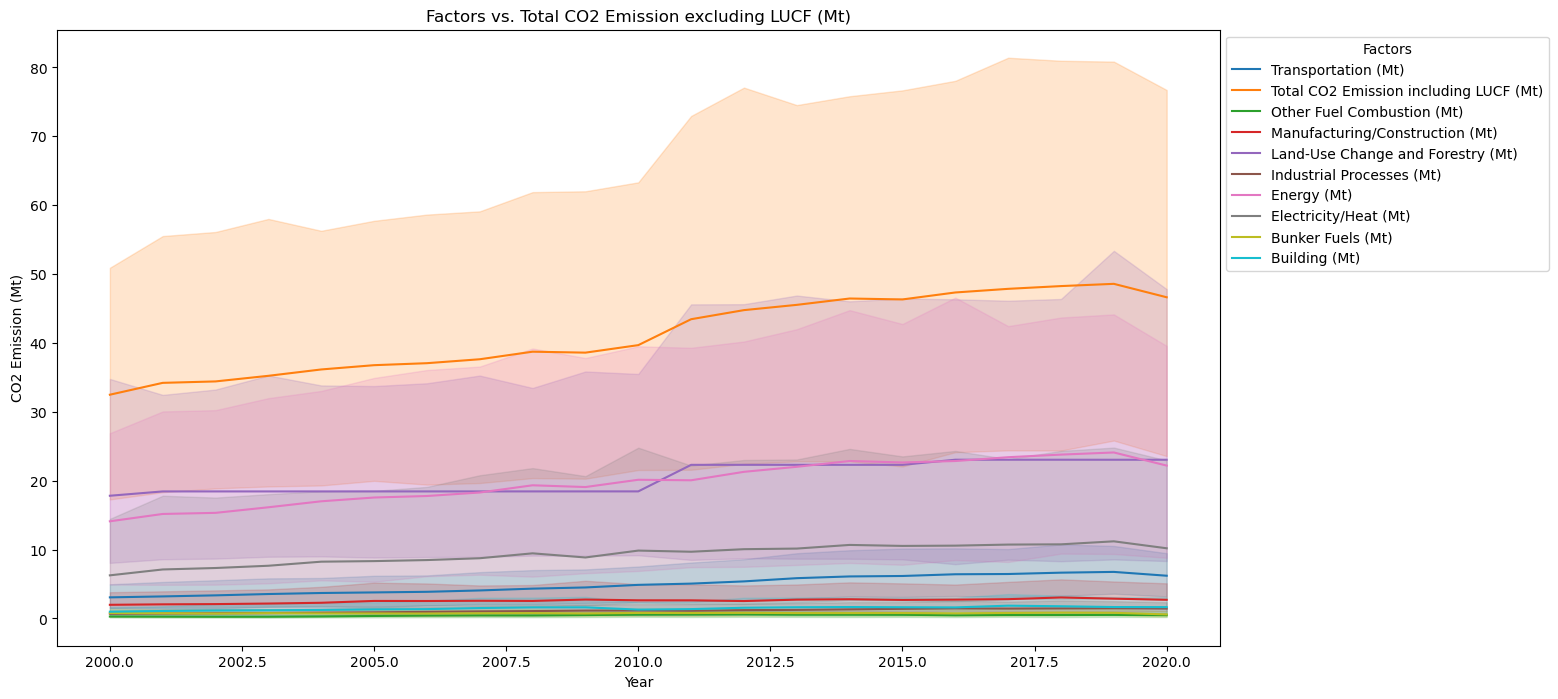 Factors vs. Total CO2 Emission excluding LUCF (Mt)
80
70
60
50
40
30
20
10
0
CO2 Emission (Mt)
2000.0
2002.5
2005.0
2007.5
2010.0
2012.5
2015.0
2017.5
2020.0
Year
Factors
Transportation (Mt)
Total CO2 Emission including LUCF (Mt)
Other Fuel Combustion (Mt)
Manufacturing/Construction (Mt)
Land-Use Change and Forestry (Mt)
Industrial Processes (Mt)
Energy (Mt)
Electricity/Heat (Mt)
Bunker Fuels (Mt)
Building (Mt)